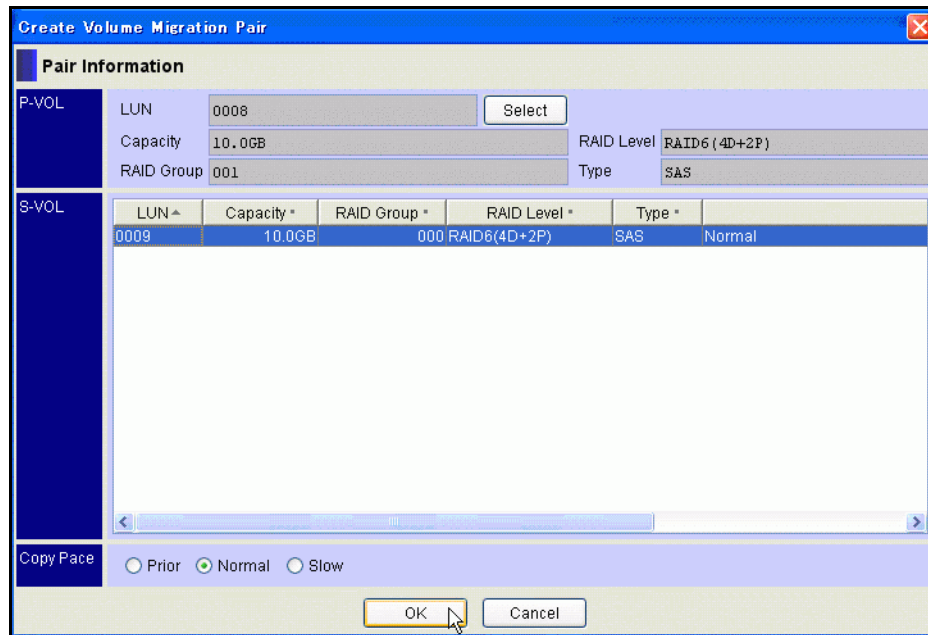 Create Volume Migration Pair
Pair Information
P-VOL
LUN 0008 Select
Capacity 10.0GB RAID Level RAID6(4D+2P)
RAID Group 001 Type SAS
S-VOL
LUN Capacity RAID Group RAID Level Type
0009 10.0GB 000 RAID6(4D+2P) SAS Normal
Copy Pace
Prior Normal Slow
OK Cancel